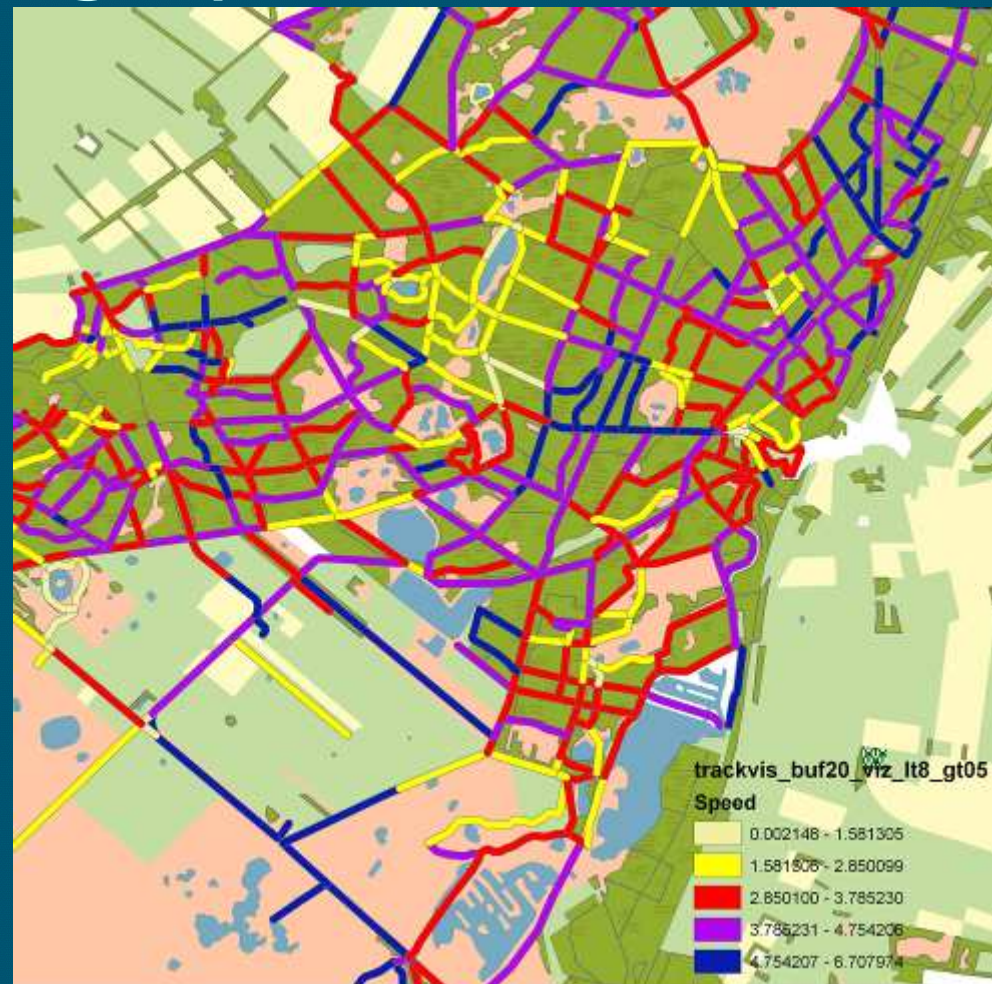 trackvis_buf20_viz_lt8_gt05
Speed
0.002148 - 1.581305
1.581306 - 2.850099
2.850100 - 3.785230
3.785231 - 4.754206
4.754207 - 6.707974